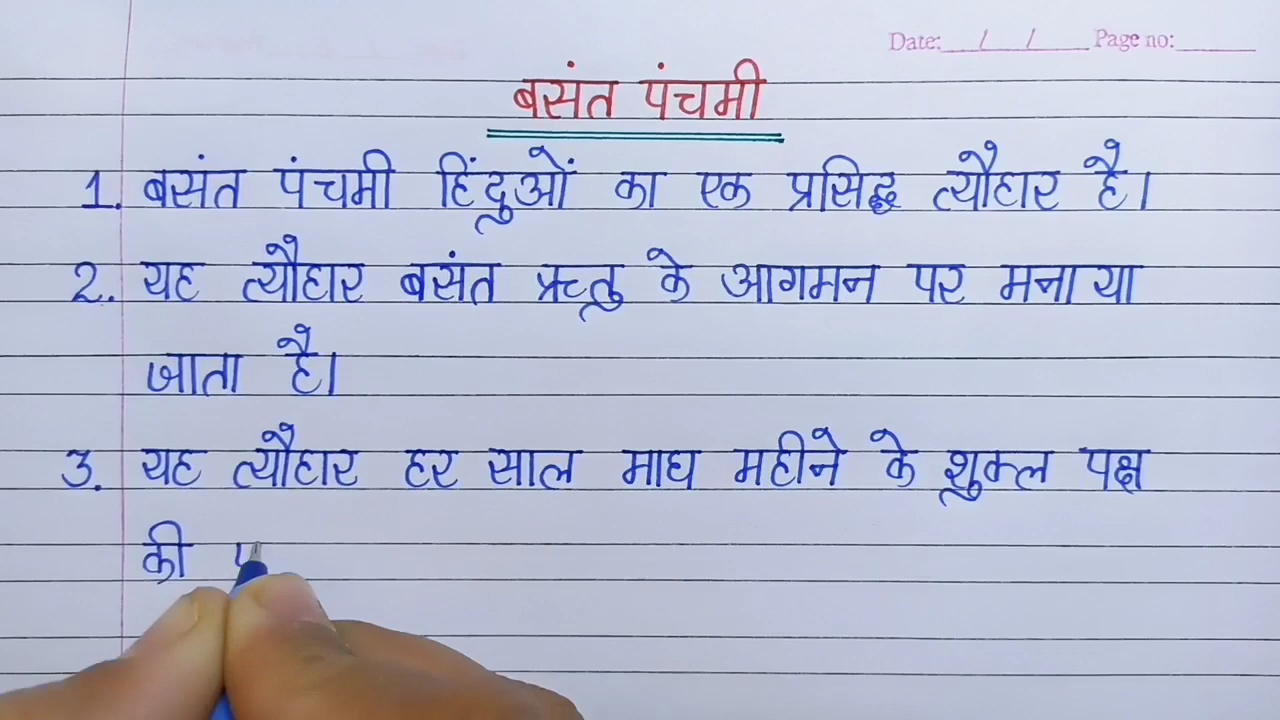 Date: / / Page no:
बसंत पंचमी
1. बसंत पंचमी हिंदुओं का एक प्रसिद्ध त्यौहार है।
2. यह त्यौहार बसंत ऋतु के आगमन पर मनाया
जाता है।
3. यह त्यौहार हर साल माघ महीने के शुक्ल पक्ष
की